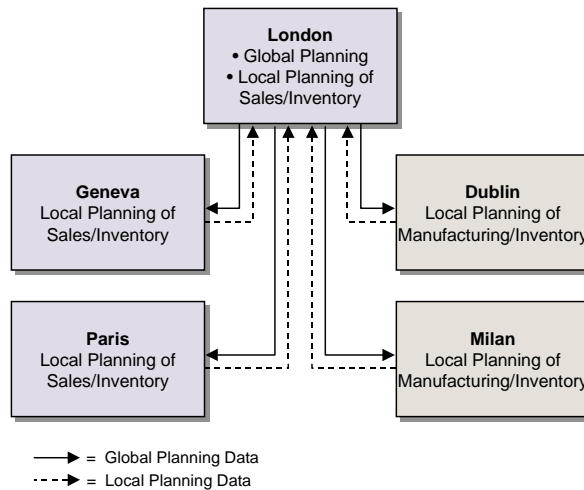 London
• Global Planning
• Local Planning of
Sales/Inventory
Geneva
Local Planning of
Sales/Inventory
Dublin
Local Planning of
Manufacturing/Inventory
Paris
Local Planning of
Sales/Inventory
Milan
Local Planning of
Manufacturing/Inventory
= Global Planning Data
= Local Planning Data